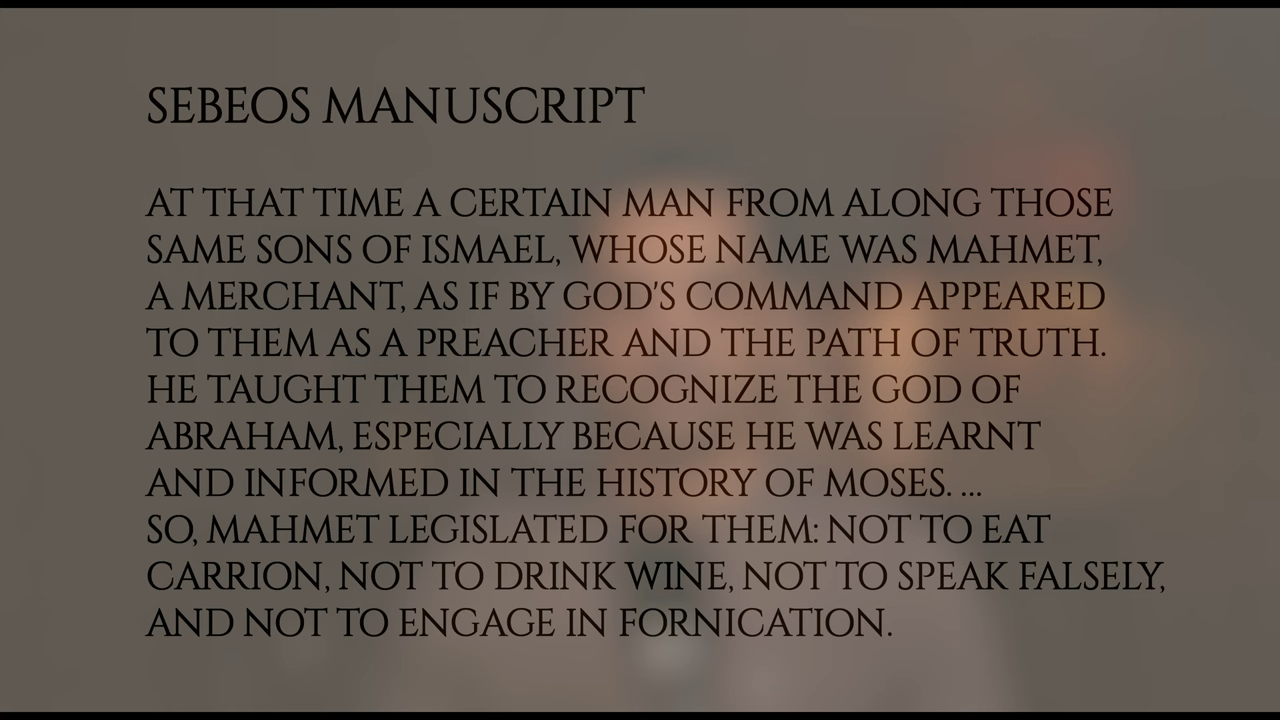 SEBEOS MANUSCRIPT
AT THAT TIME A CERTAIN MAN FROM ALONG THOSE
SAME SONS OF ISMAEL, WHOSE NAME WAS MAHMET,
A MERCHANT, AS IF BY GOD'S COMMAND APPEARED
TO THEM AS A PREACHER AND THE PATH OF TRUTH.
HE TAUGHT THEM TO RECOGNIZE THE GOD OF
ABRAHAM, ESPECIALLY BECAUSE HE WAS LEARNT
AND INFORMED IN THE HISTORY OF MOSES. ...
SO, MAHMET LEGISLATED FOR THEM: NOT TO EAT
CARRION, NOT TO DRINK WINE, NOT TO SPEAK FALSELY,
AND NOT TO ENGAGE IN FORNICATION.